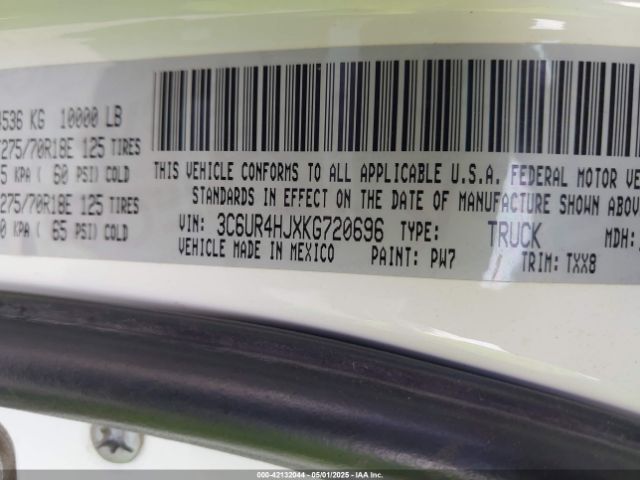 4536 KG 10000 LB
275/70R18E 125 TIRES
5 KPA( 60 PSI) COLD
275/70R18E 125 TIRES
0 KPA( 65 PSI) COLD
THIS VEHICLE CONFORMS TO ALL APPLICABLE U.S.A. FEDERAL MOTOR VE
STANDARDS IN EFFECT ON THE DATE OF MANUFACTURE SHOWN ABOVE
VIN: 3C6UR4HJXKG720696 TYPE: TRUCK MDH:
VEHICLE MADE IN MEXICO PAINT: PW7 TRIM: TXX8
000-42132044 | 05/01/2025 | IAA Inc.